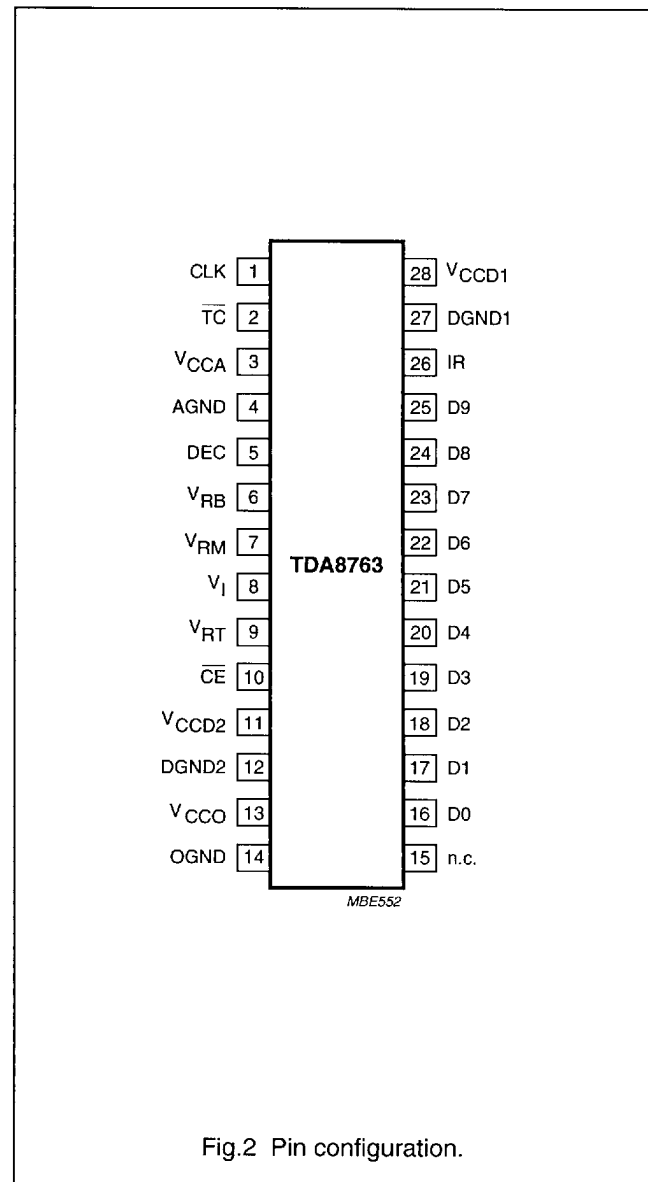 CLK 1 28 VCCD1
TC 2 27 DGND1
VCCA 3 26 IR
AGND 4 25 D9
DEC 5 24 D8
VRB 6 23 D7
VRM 7 22 D6
TDA8763
VI 8 21 D5
VRT 9 20 D4
CE 10 19 D3
VCCD2 11 18 D2
DGND2 12 17 D1
VCCO 13 16 D0
OGND 14 15 n.c.
MBE552
Fig.2 Pin configuration.